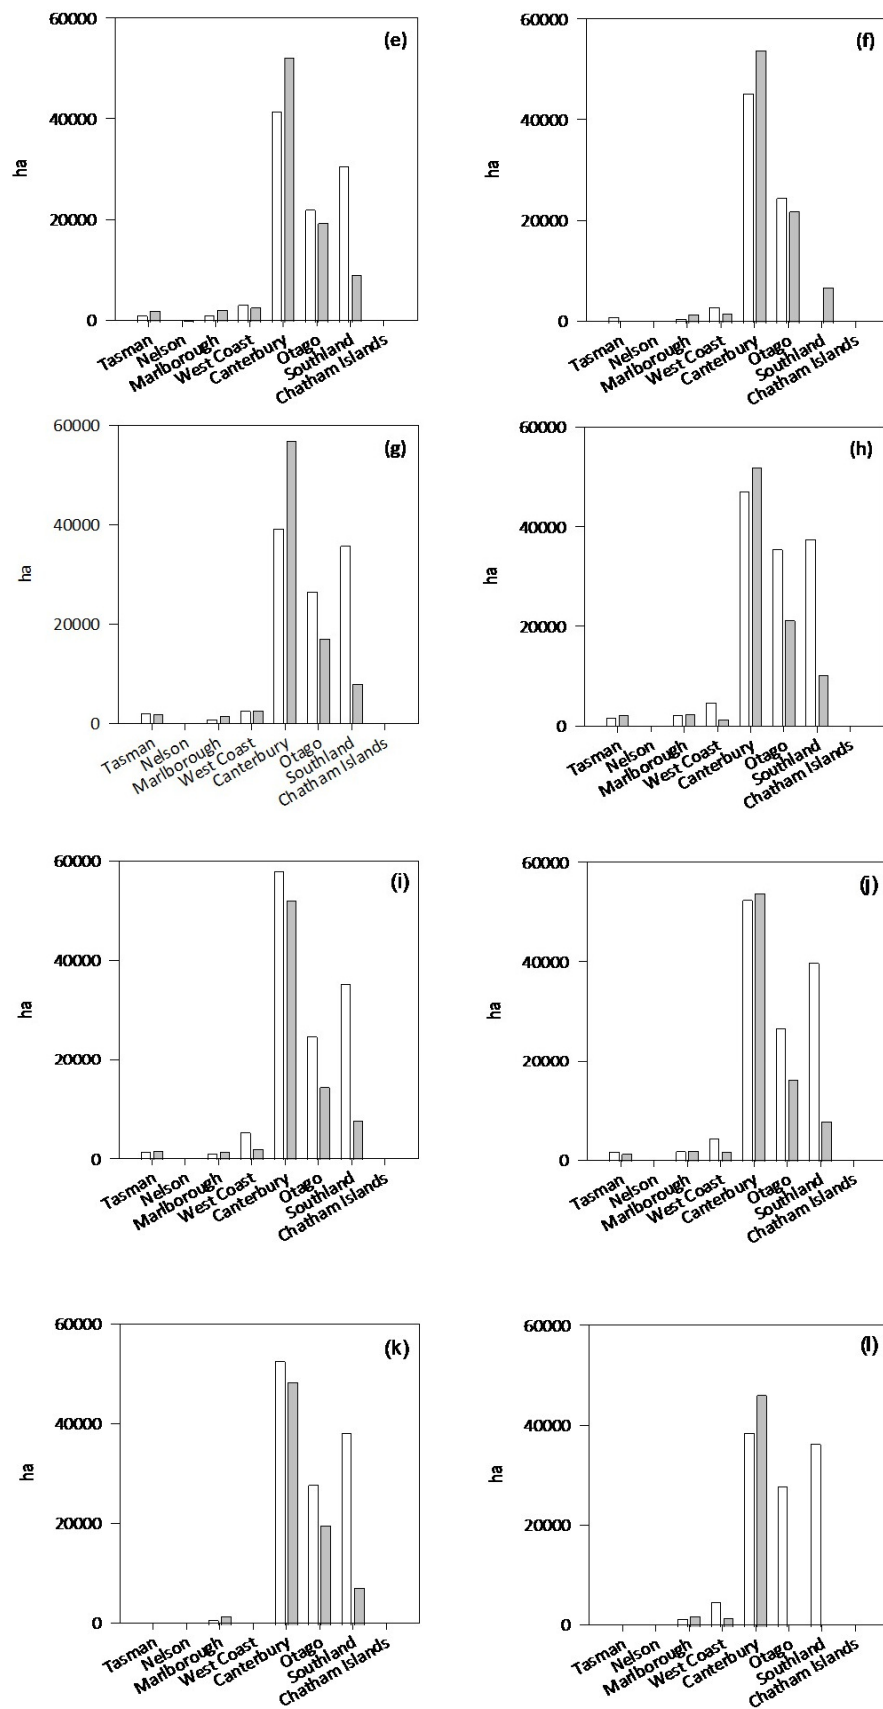 60000
(e)
40000
ha
20000
0
Tasman
Nelson
Marlborough
West Coast
Canterbury
Otago
Southland
Chatham Islands
60000
(f)
40000
ha
20000
0
Tasman
Nelson
Marlborough
West Coast
Canterbury
Otago
Southland
Chatham Islands
60000
(g)
40000
ha
20000
0
Tasman
Nelson
Marlborough
West Coast
Canterbury
Otago
Southland
Chatham Islands
60000
(h)
40000
ha
20000
0
Tasman
Nelson
Marlborough
West Coast
Canterbury
Otago
Southland
Chatham Islands
60000
(i)
40000
ha
20000
0
Tasman
Nelson
Marlborough
West Coast
Canterbury
Otago
Southland
Chatham Islands
60000
(j)
40000
ha
20000
0
Tasman
Nelson
Marlborough
West Coast
Canterbury
Otago
Southland
Chatham Islands
60000
(k)
40000
ha
20000
0
Tasman
Nelson
Marlborough
West Coast
Canterbury
Otago
Southland
Chatham Islands
60000
(l)
40000
ha
20000
0
Tasman
Nelson
Marlborough
West Coast
Canterbury
Otago
Southland
Chatham Islands